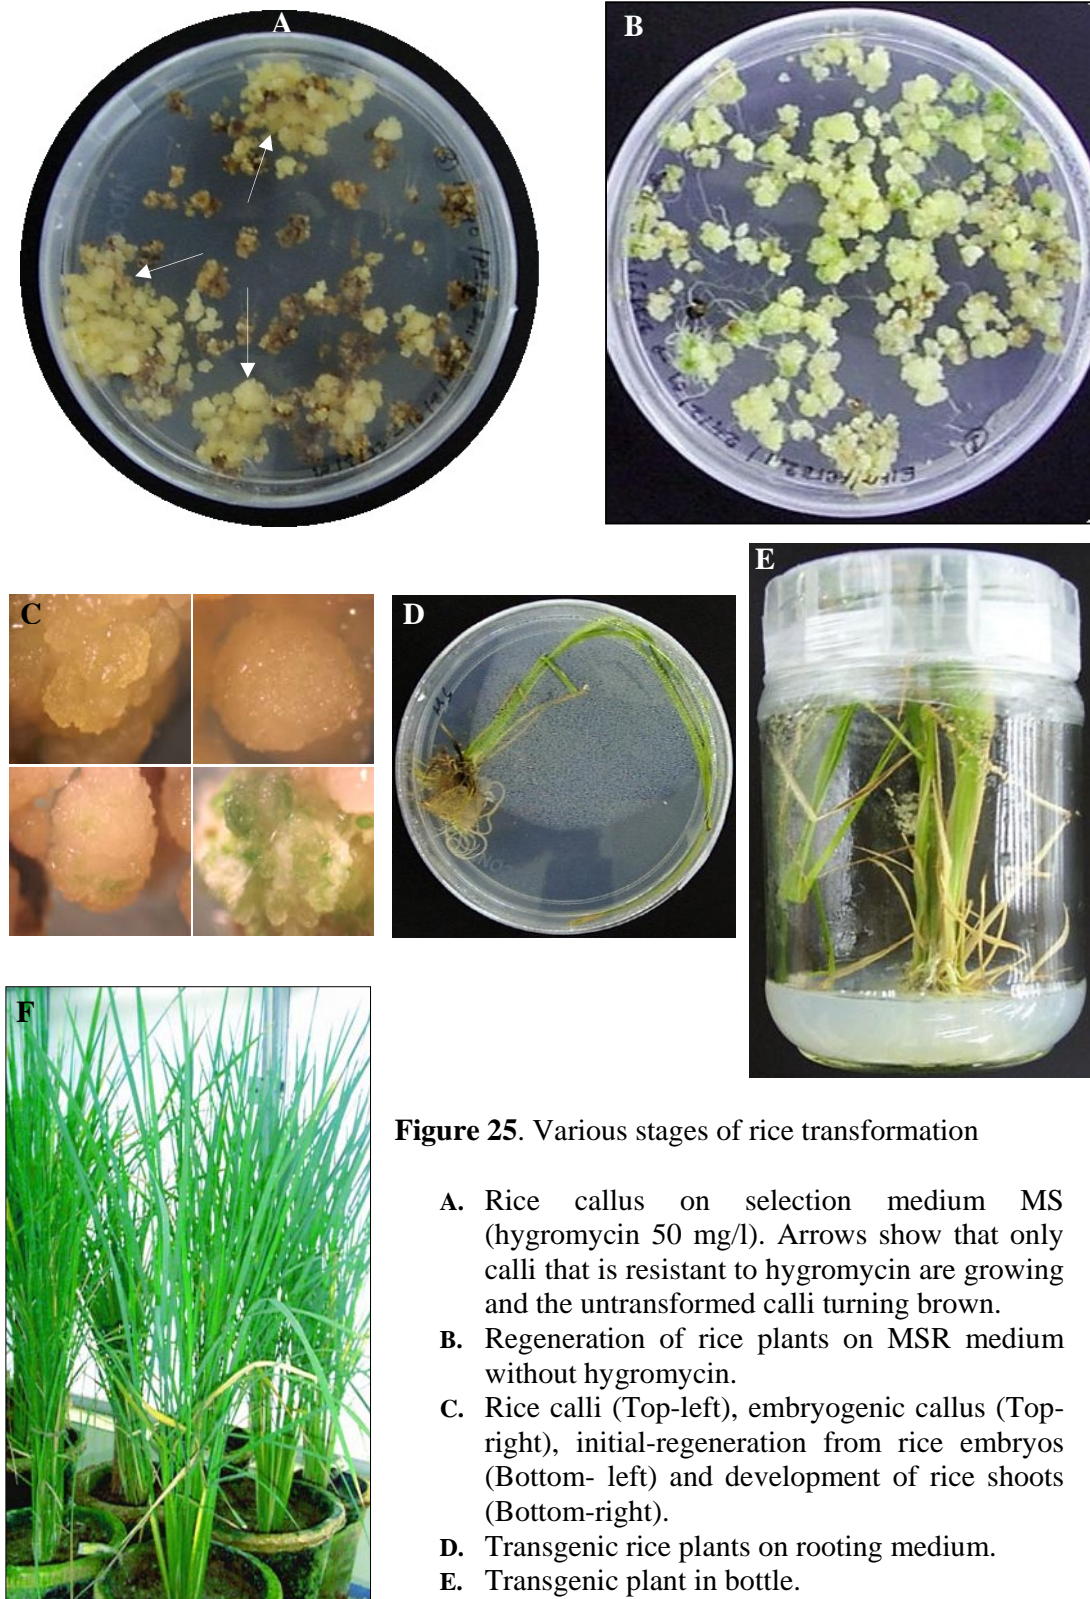 A
B
C
D
E
F
Figure 25. Various stages of rice transformation
A. Rice callus on selection medium MS
(hygromycin 50 mg/l). Arrows show that only
calli that is resistant to hygromycin are growing
and the untransformed calli turning brown.
B. Regeneration of rice plants on MSR medium
without hygromycin.
C. Rice calli (Top-left), embryogenic callus (Top-
right), initial-regeneration from rice embryos
(Bottom- left) and development of rice shoots
(Bottom-right).
D. Transgenic rice plants on rooting medium.
E. Transgenic plant in bottle.